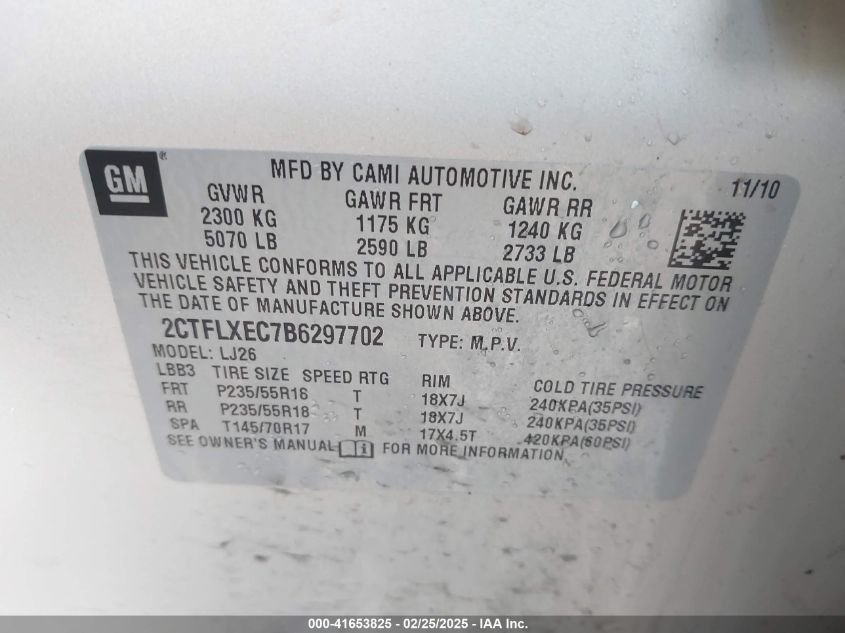 GM ®
MFD BY CAMI AUTOMOTIVE INC. 11/10
GVWR GAWR FRT GAWR RR
2300 KG 1175 KG 1240 KG
5070 LB 2590 LB 2733 LB
THIS VEHICLE CONFORMS TO ALL APPLICABLE U.S. FEDERAL MOTOR
VEHICLE SAFETY AND THEFT PREVENTION STANDARDS IN EFFECT ON
THE DATE OF MANUFACTURE SHOWN ABOVE.
2CTFLXEC7B6297702 TYPE: M.P.V.
MODEL: LJ26
LBB3 TIRE SIZE SPEED RTG RIM COLD TIRE PRESSURE
FRT P235/55R18 T 18X7J 240KPA(35PSI)
RR P235/55R18 T 18X7J 240KPA(35PSI)
SPA T145/70R17 M 17X4.5T 420KPA(60PSI)
SEE OWNER'S MANUAL FOR MORE INFORMATION.
000-41653825 - 02/25/2025 - IAA Inc.